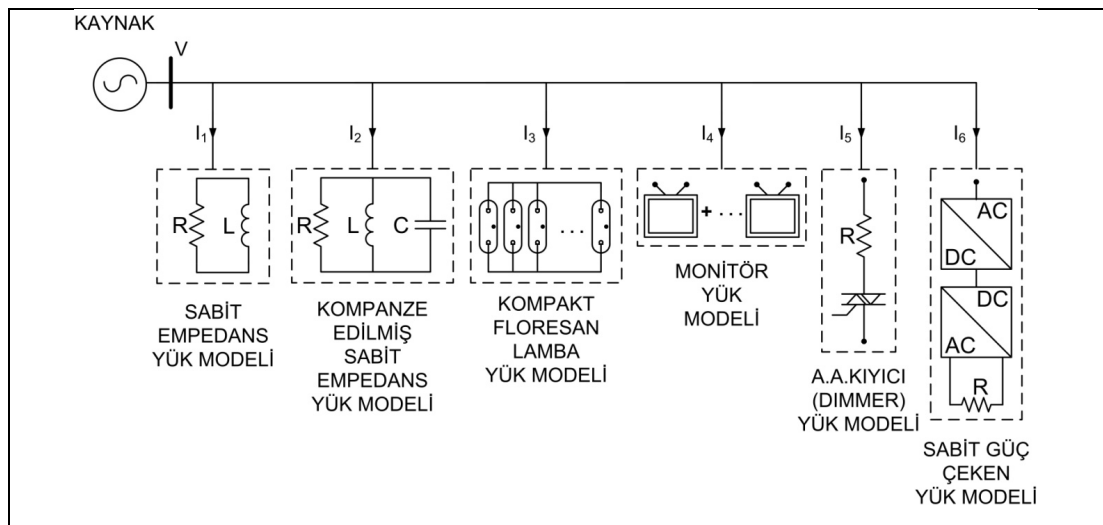 KAYNAK
V
I1
I2
I3
I4
I5
I6
R
L
R
L
C
...
+ ...
R
AC
DC
DC
AC
R
SABİT
EMPEDANS
YÜK MODELİ
KOMPANZE
EDİLMİŞ
SABİT
EMPEDANS
YÜK MODELİ
KOMPAKT
FLORESAN
LAMBA
YÜK MODELİ
MONİTÖR
YÜK
MODELİ
A.A.KIYICI
(DIMMER)
YÜK MODELİ
SABİT GÜÇ
ÇEKEN
YÜK MODELİ